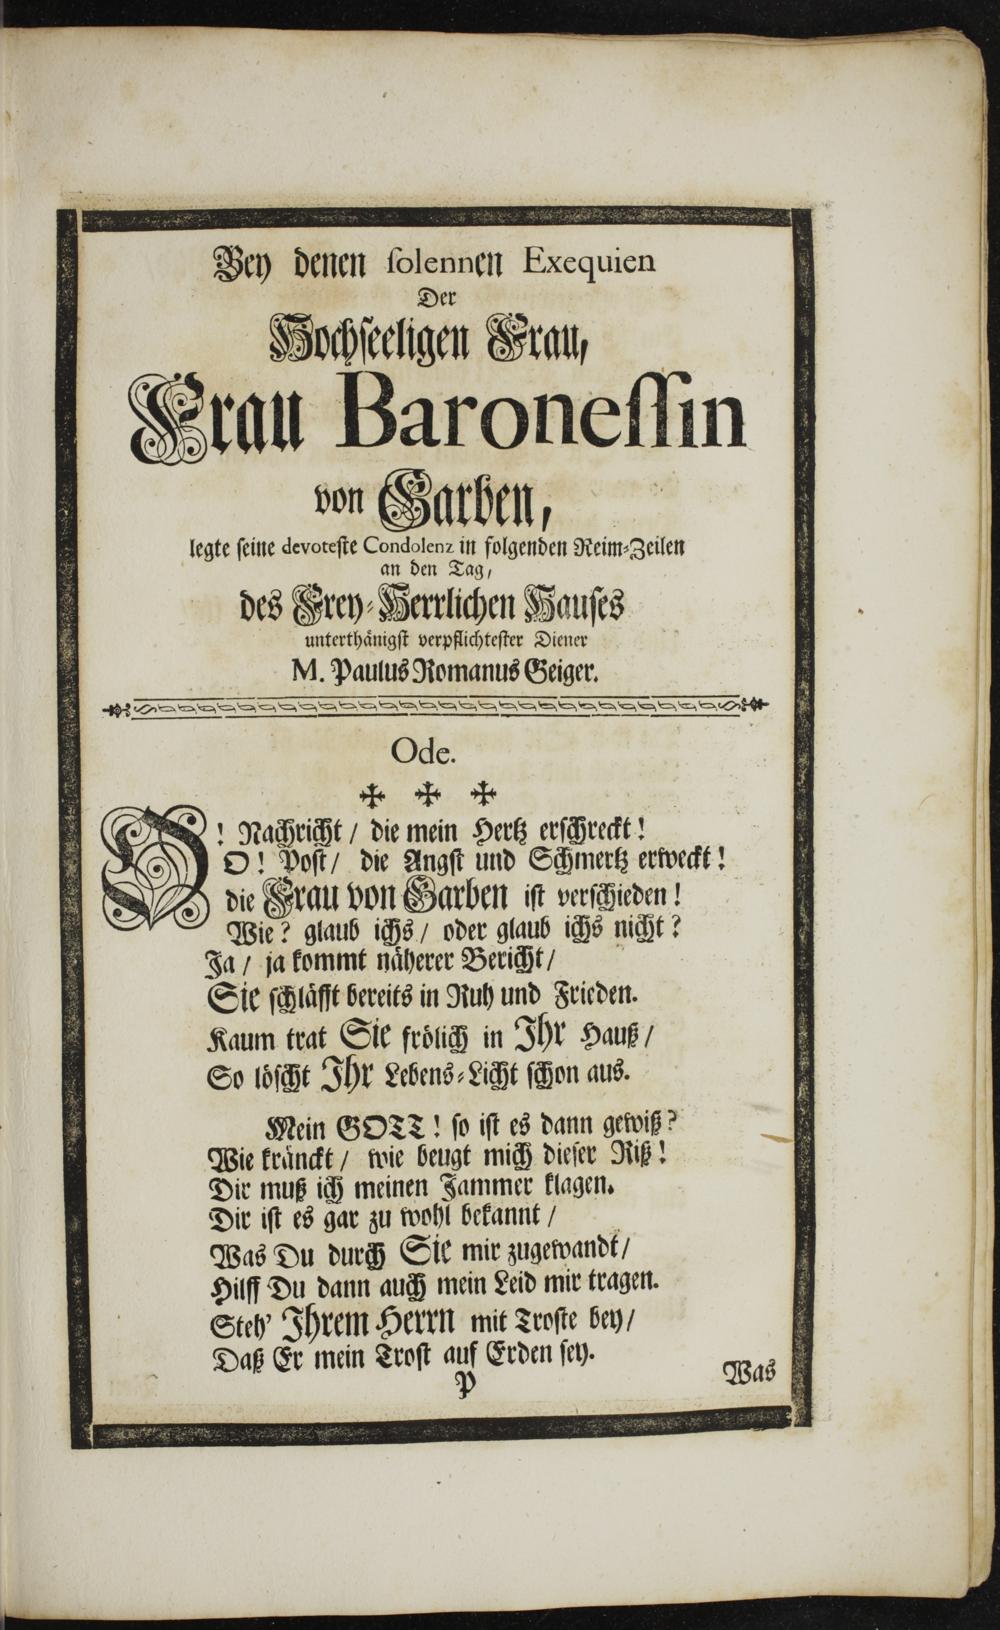 Bey denen solennen Exequien
Der
Hochseeligen Frau,
Frau Baronessin
von Garben,
legte seine devoteste Condolenz in folgenden Reim-Zeilen
an den Tag,
des Frey-Herrlichen Hauses
unterthänigst verpflichtester Diener
M. Paulus Romanus Geiger.
Ode.
O! Nachricht / die mein Hertz erschreckt!
O! Post / die Angst und Schmertz erweckt!
die Frau von Garben ist verschieden!
Wie? glaub ichs / oder glaub ichs nicht?
Ja / ja kommt näherer Bericht /
Sie schläfft bereits in Ruh und Frieden.
Kaum trat Sie frölich in Ihr Hauß /
So löscht Ihr Lebens-Licht schon aus.
Mein GOTT! so ist es dann gewiß?
Wie kränckt / wie beugt mich dieser Riß!
Dir muß ich meinen Jammer klagen.
Dir ist es gar zu wohl bekannt /
Was Du durch Sie mir zugewandt /
Hilff Du dann auch mein Leid mir tragen.
Steh' Ihrem Herrn mit Troste bey /
Daß Er mein Trost auf Erden sey.
P
Was